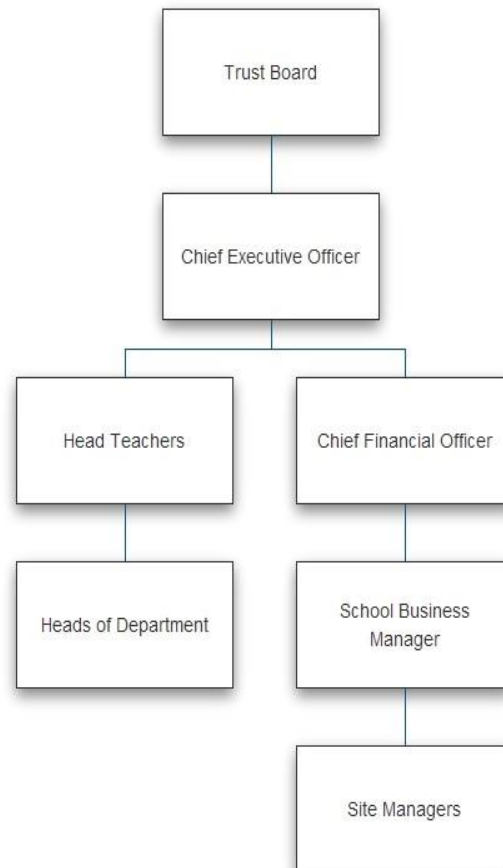 Trust Board
Chief Executive Officer
Head Teachers
Chief Financial Officer
Heads of Department
School Business
Manager
Site Managers